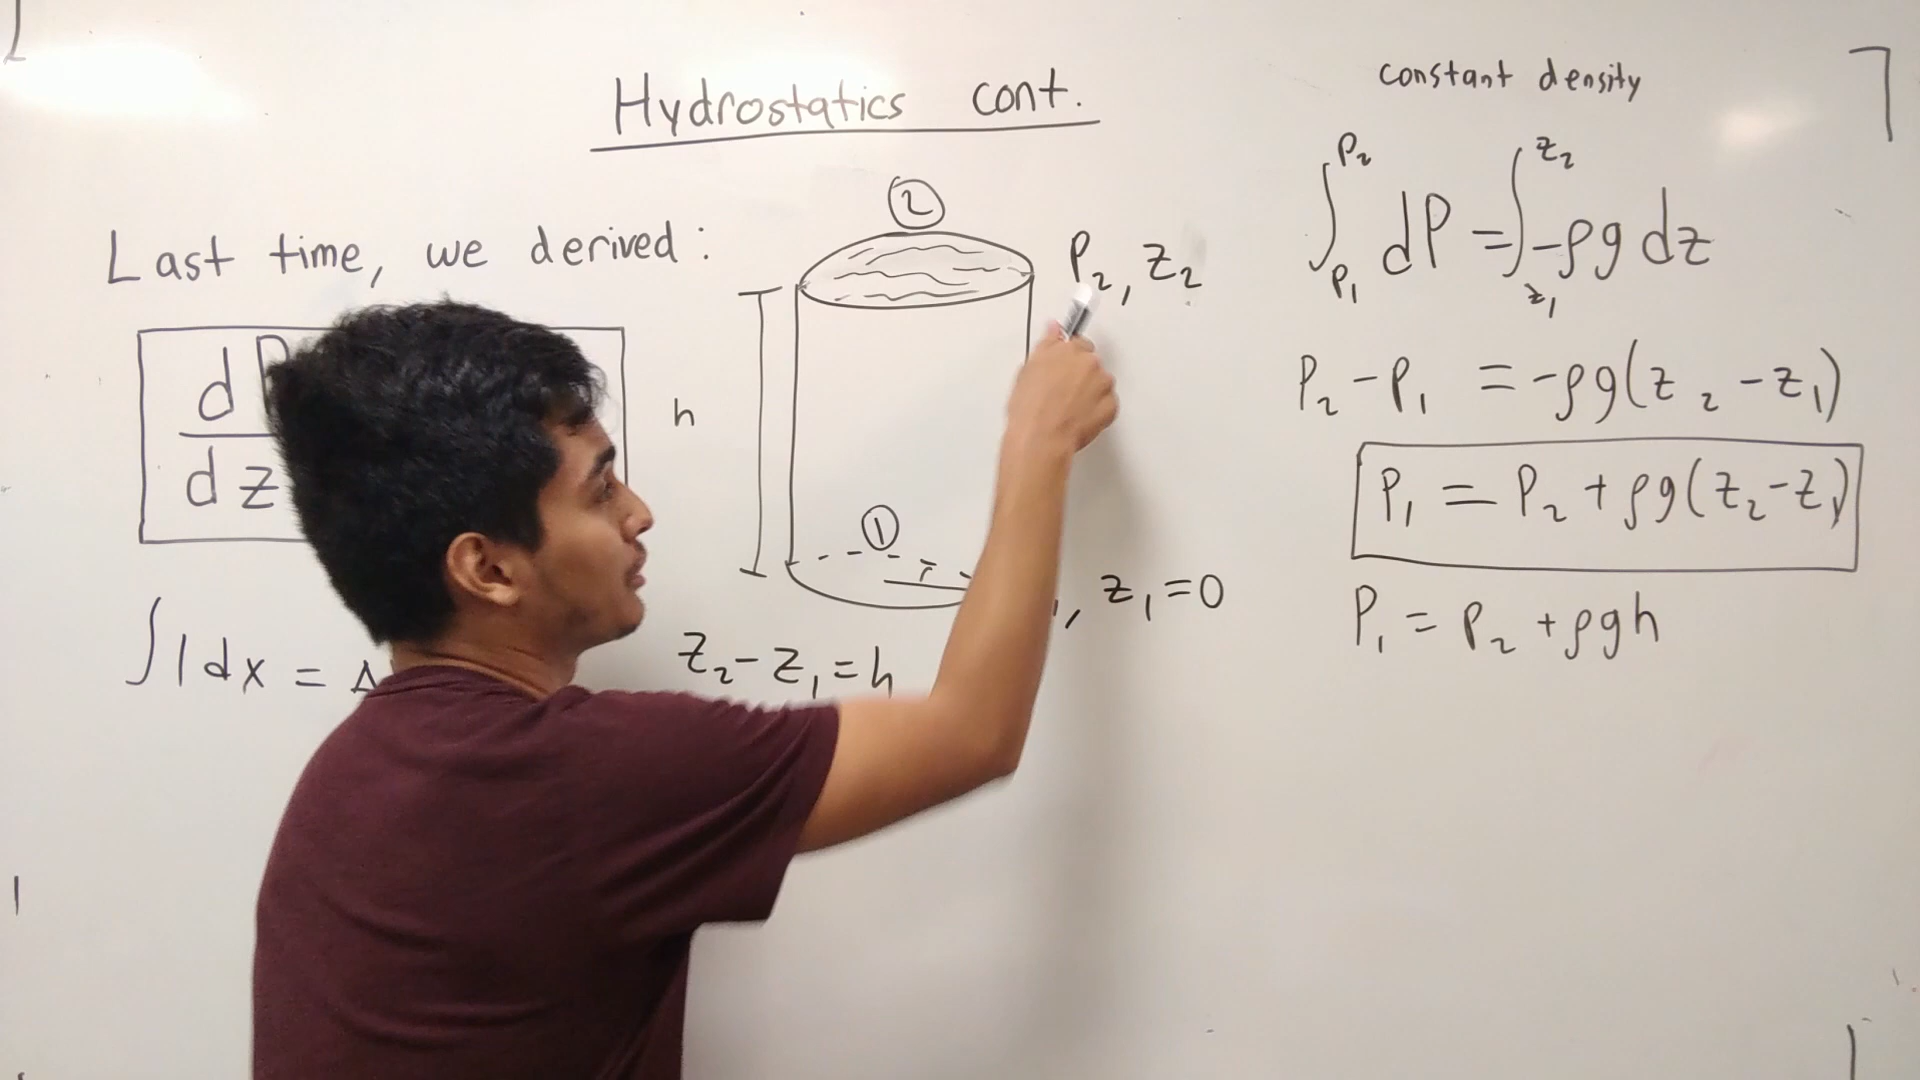 Hydrostatics cont.
Last time, we derived:
dP
dz
∫1dx = Δ
②
P₂, z₂
h
①
r
, z₁=0
z₂-z₁=h
constant density
∫_{P₁}^{P₂} dP = ∫_{z₁}^{z₂} -ρg dz
P₂-P₁ = -ρg(z₂-z₁)
P₁ = P₂+ρg(z₂-z₁)
P₁ = P₂+ρgh